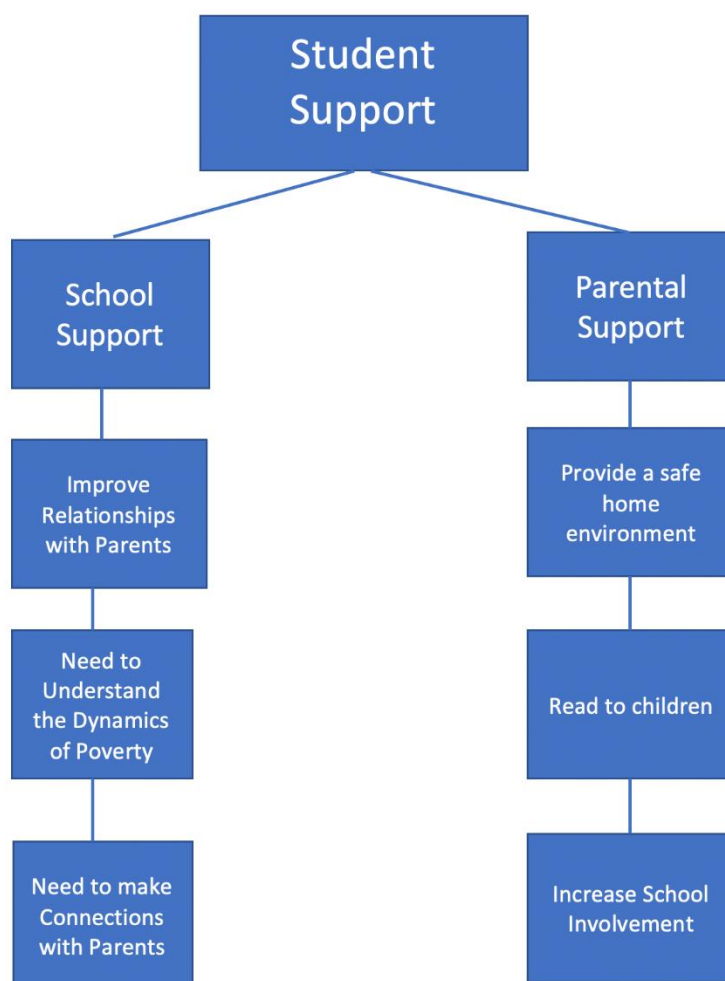 Student
Support
School
Support
Improve
Relationships
with Parents
Need to
Understand
the Dynamics
of Poverty
Need to make
Connections
with Parents
Parental
Support
Provide a safe
home
environment
Read to children
Increase School
Involvement